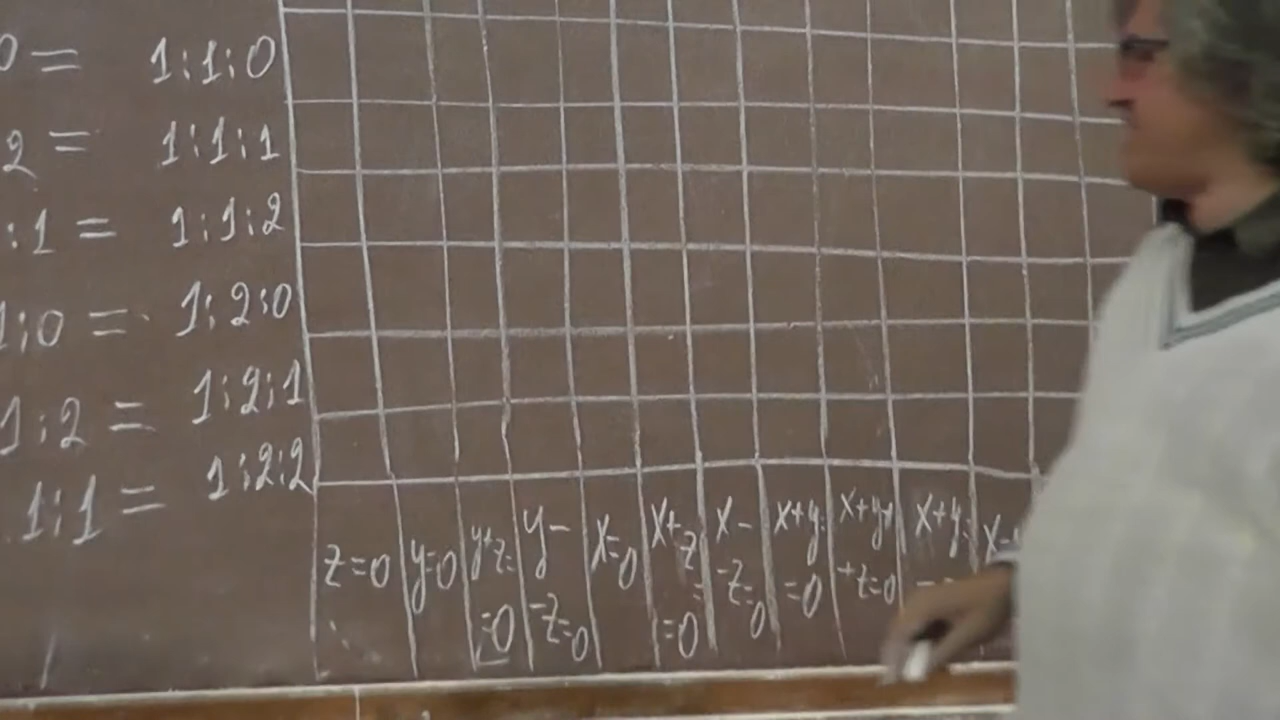 0 = 1:1:0
2 = 1:1:1
:1 = 1:1:2
1:0 = 1:2:0
1:2 = 1:2:1
1:1 = 1:2:2
z=0
y=0
y+z=
=0
y-
-z=0
x=0
x+z
=0
x-
-z=0
x+y=
=0
x+y+
+z=0
x+y=